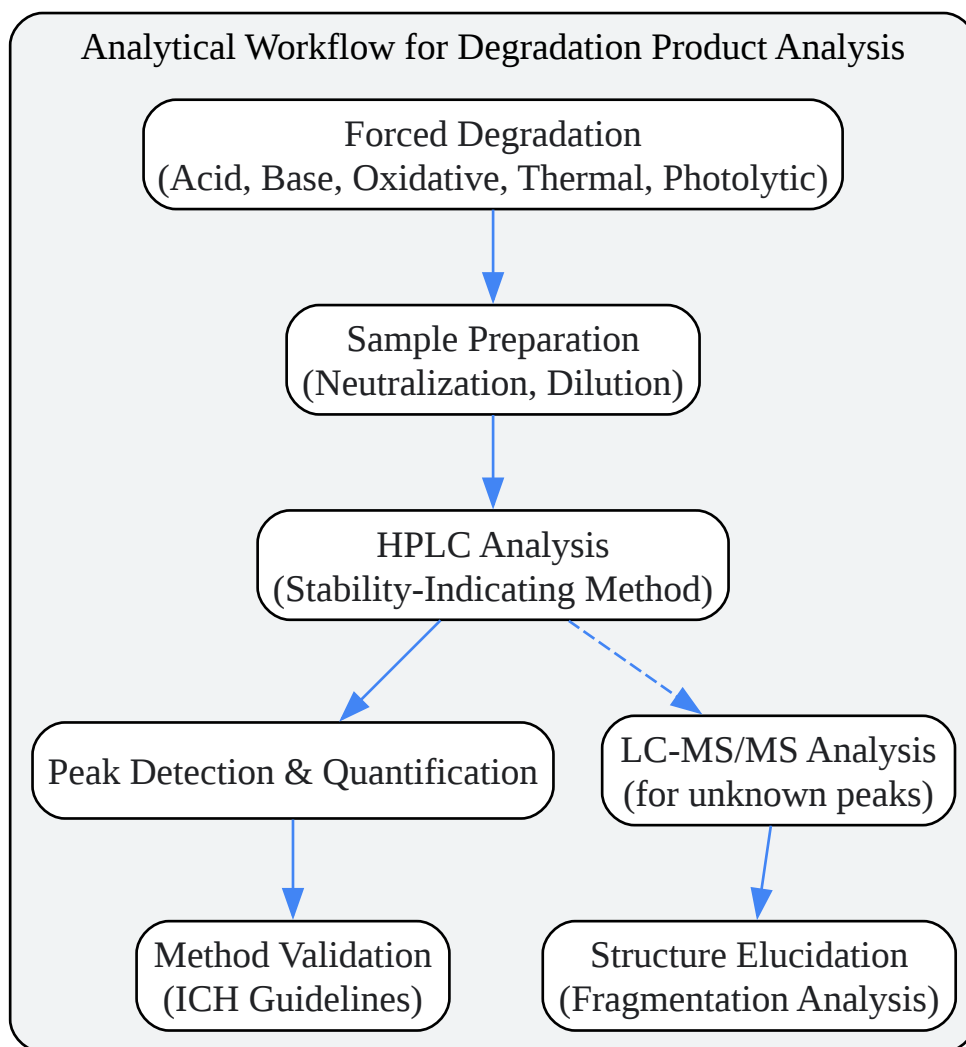 Analytical Workflow for Degradation Product Analysis
Forced Degradation
(Acid, Base, Oxidative, Thermal, Photolytic)
Sample Preparation
(Neutralization, Dilution)
HPLC Analysis
(Stability-Indicating Method)
Peak Detection & Quantification
LC-MS/MS Analysis
(for unknown peaks)
Method Validation
(ICH Guidelines)
Structure Elucidation
(Fragmentation Analysis)